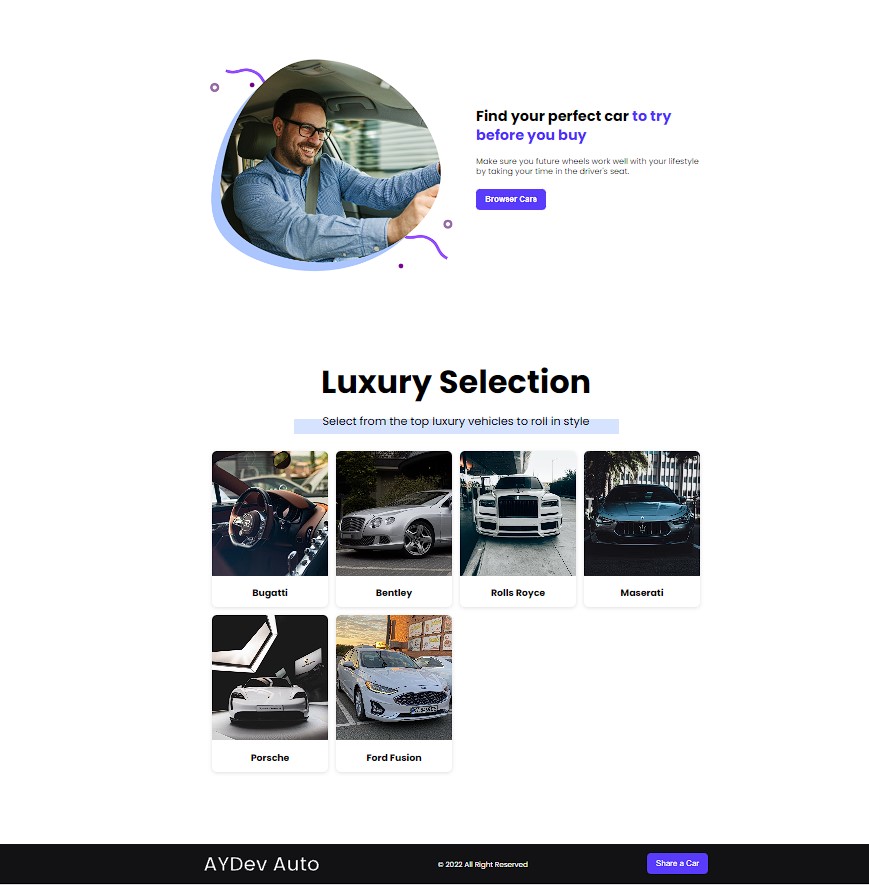 Find your perfect car to try
before you buy
Make sure you future wheels work well with your lifestyle
by taking your time in the driver's seat.
Browser Cars
Luxury Selection
Select from the top luxury vehicles to roll in style
Bugatti
Bentley
Rolls Royce
Maserati
Porsche
Ford Fusion
AYDev Auto
© 2022 All Right Reserved
Share a Car